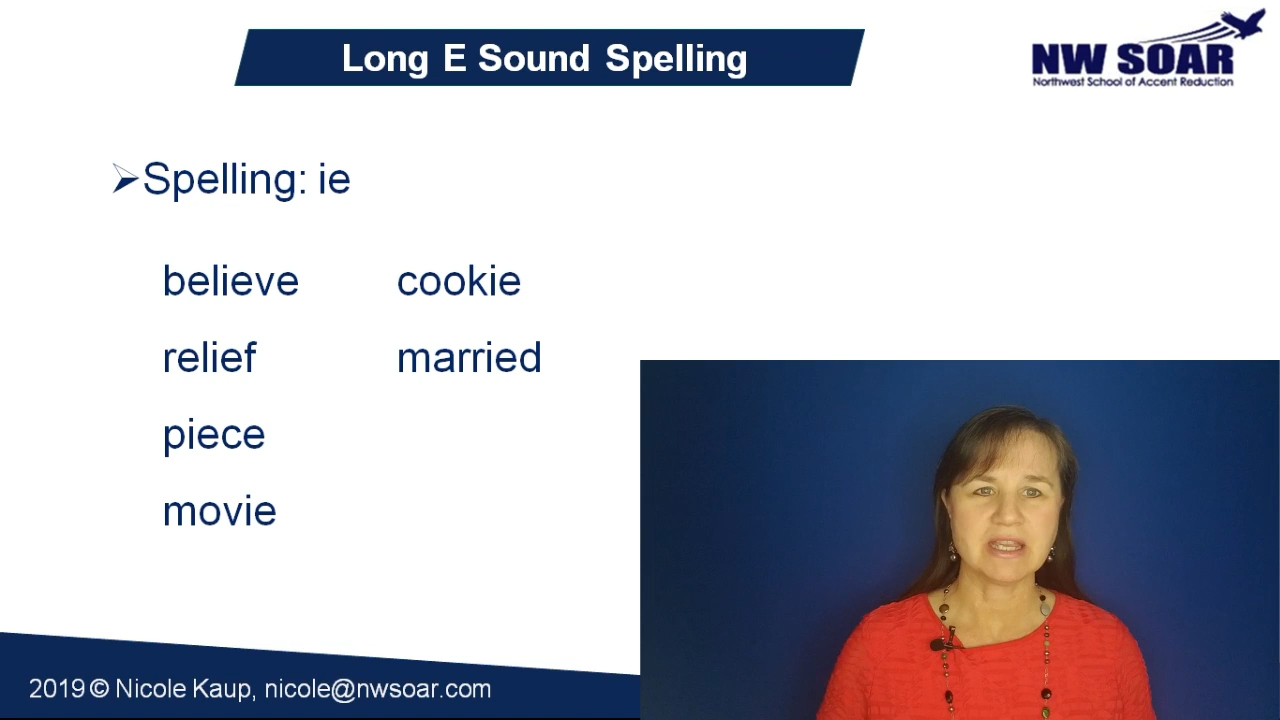 Long E Sound Spelling
NW SOAR
Northwest School of Accent Reduction
Spelling: ie
believe cookie
relief married
piece
movie
2019 © Nicole Kaup, nicole@nwsoar.com